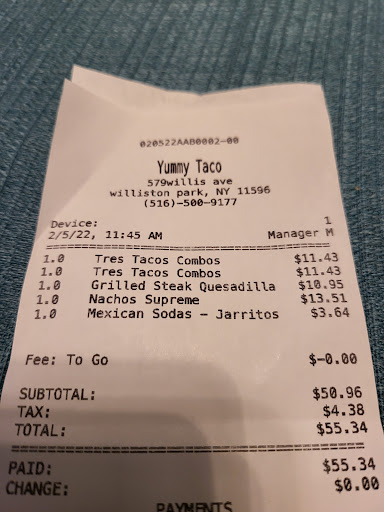 020522AAB0002-00
Yummy Taco
579willis ave
williston park, NY 11596
(516)-500-9177
Device: 1
2/5/22, 11:45 AM Manager M
1.0 Tres Tacos Combos $11.43
1.0 Tres Tacos Combos $11.43
1.0 Grilled Steak Quesadilla $10.95
1.0 Nachos Supreme $13.51
1.0 Mexican Sodas - Jarritos $3.64
Fee: To Go $-0.00
SUBTOTAL: $50.96
TAX: $4.38
TOTAL: $55.34
PAID: $55.34
CHANGE: $0.00
PAYMENTS